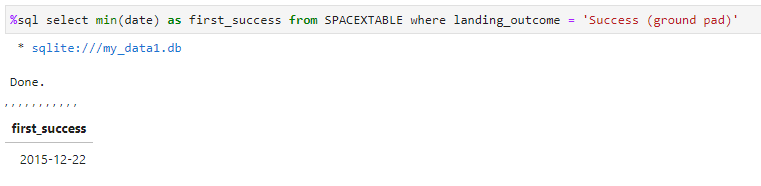 %sql select min(date) as first_success from SPACEXTABLE where landing_outcome = 'Success (ground pad)'
* sqlite:///my_data1.db
Done.
, , , , , , , , , , ,
first_success
2015-12-22